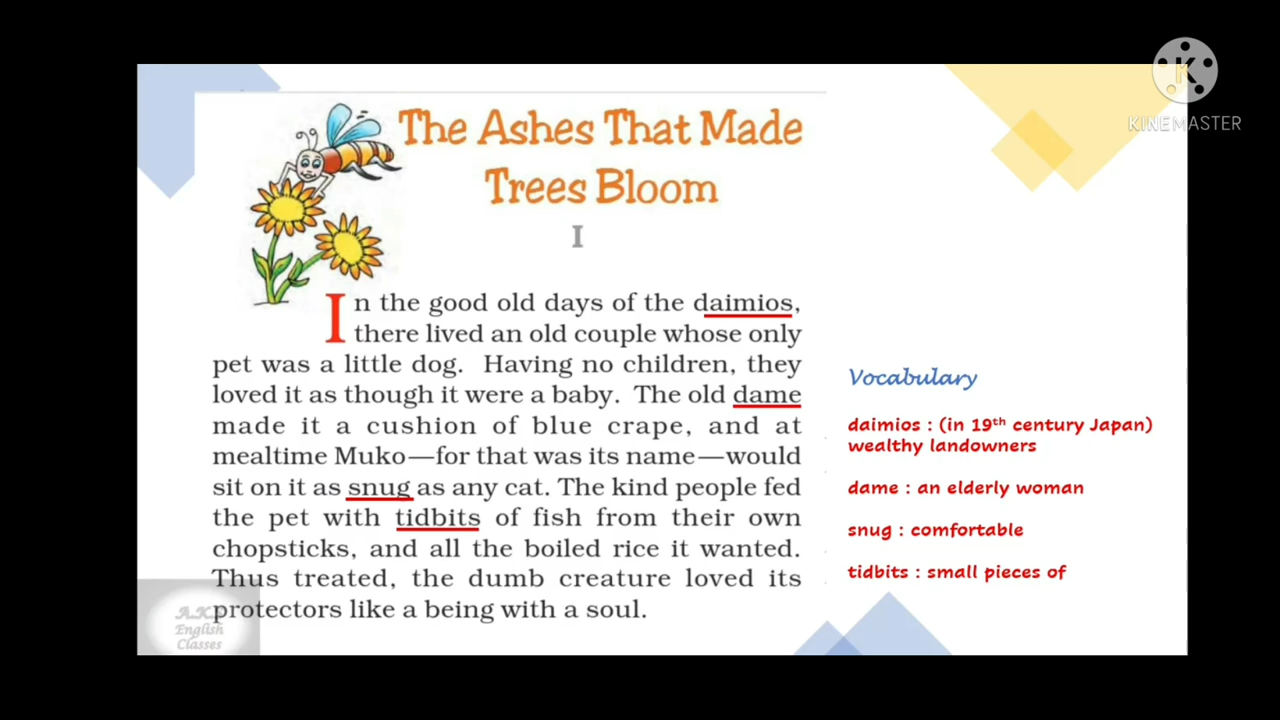 KINEMASTER
The Ashes That Made
Trees Bloom
I
In the good old days of the daimios,
there lived an old couple whose only
pet was a little dog. Having no children, they
loved it as though it were a baby. The old dame
made it a cushion of blue crape, and at
mealtime Muko—for that was its name—would
sit on it as snug as any cat. The kind people fed
the pet with tidbits of fish from their own
chopsticks, and all the boiled rice it wanted.
Thus treated, the dumb creature loved its
protectors like a being with a soul.
Vocabulary
daimios : (in 19th century Japan)
wealthy landowners
dame : an elderly woman
snug : comfortable
tidbits : small pieces of
English
Classes